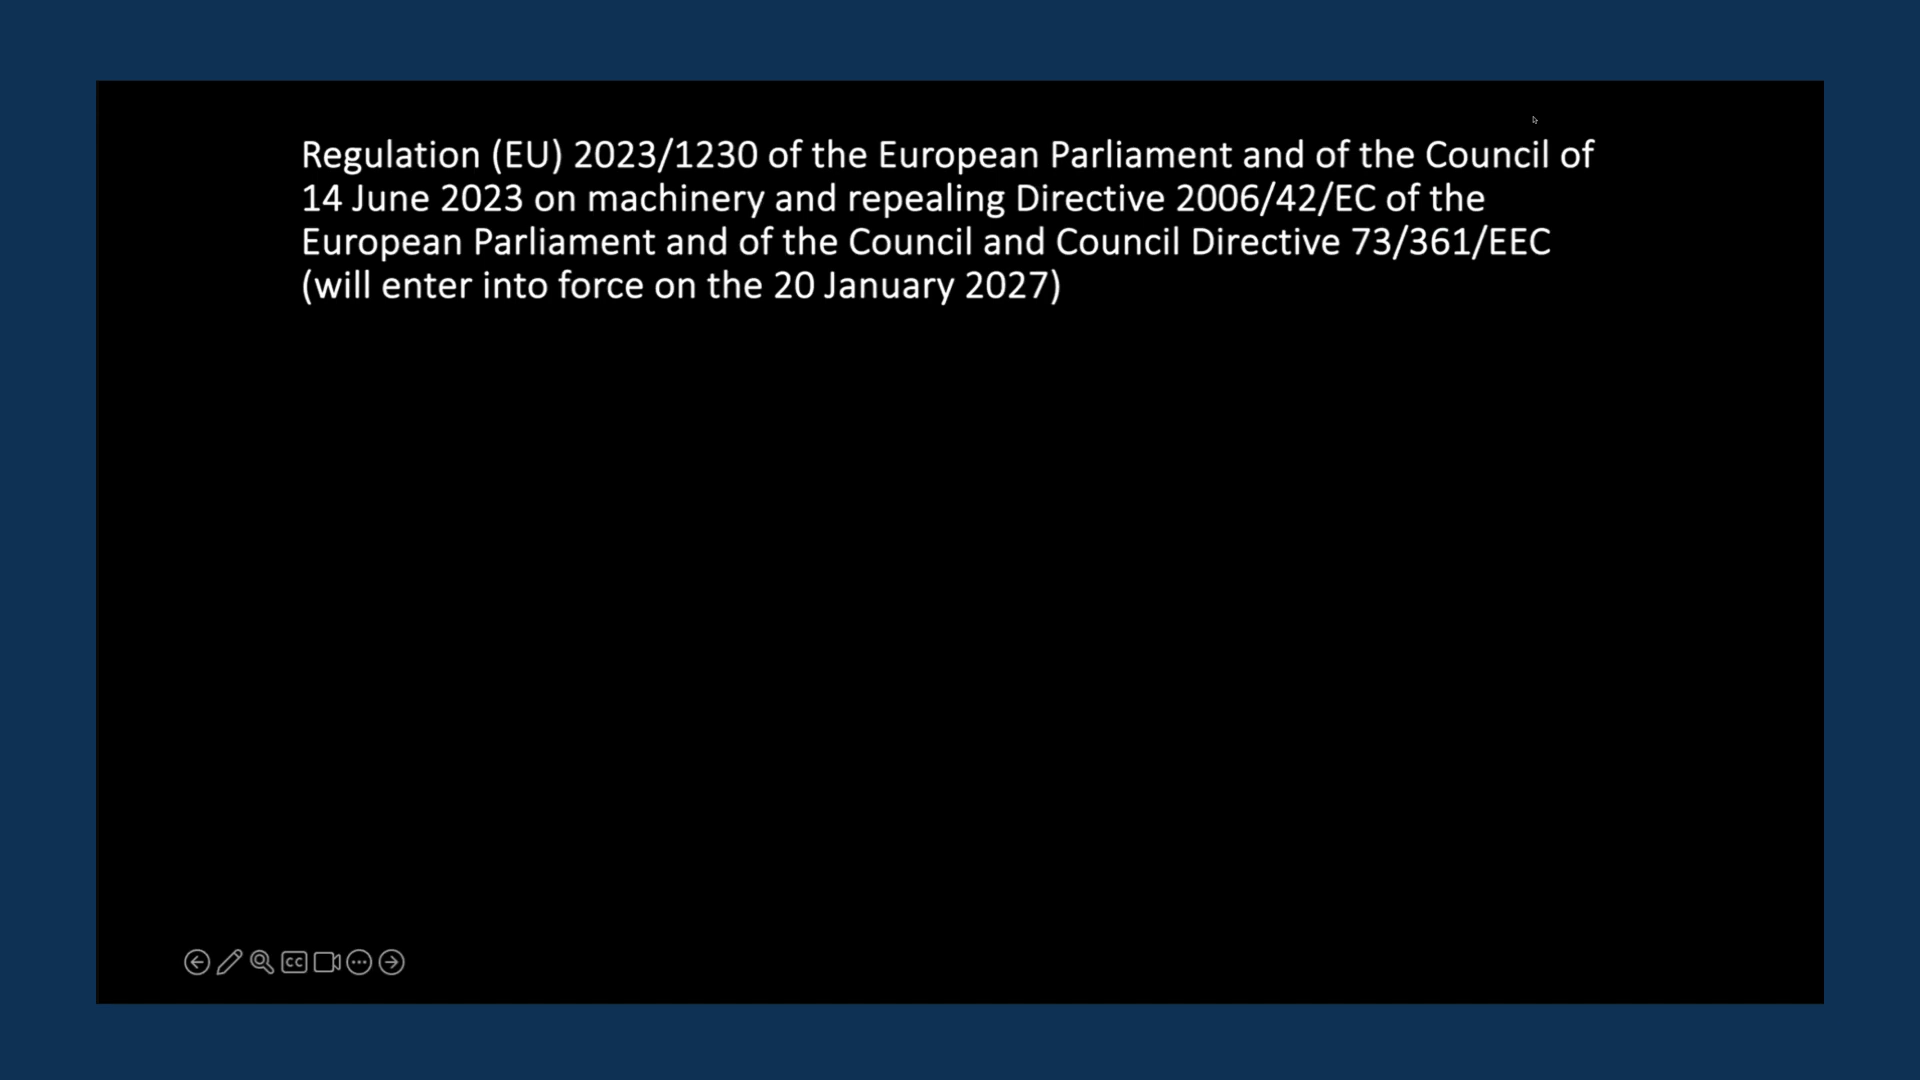 Regulation (EU) 2023/1230 of the European Parliament and of the Council of
14 June 2023 on machinery and repealing Directive 2006/42/EC of the
European Parliament and of the Council and Council Directive 73/361/EEC
(will enter into force on the 20 January 2027)
CC